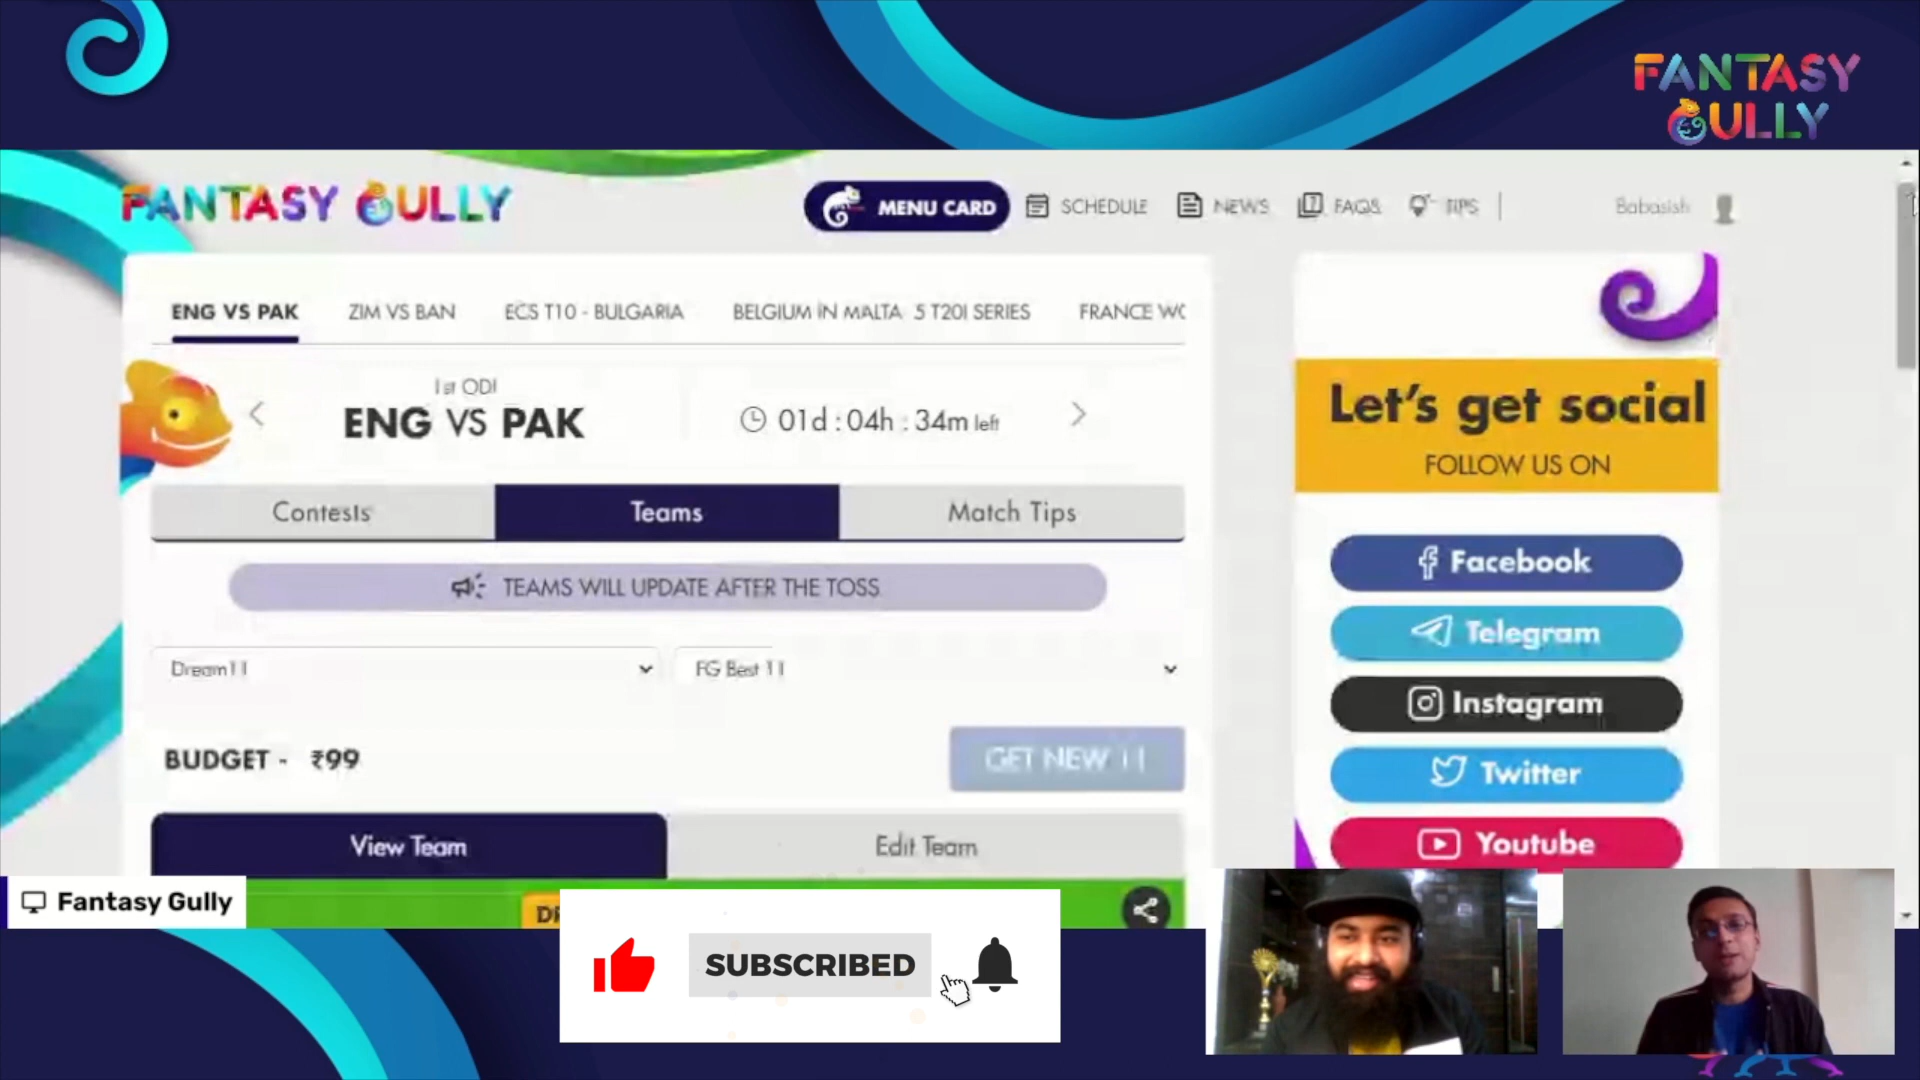 FANTASY
GULLY
FANTASY GULLY
MENU CARD
SCHEDULE
NEWS
FAQS
TIPS
Babasish
ENG VS PAK
ZIM VS BAN
ECS T10 - BULGARIA
BELGIUM IN MALTA 5 T20I SERIES
FRANCE WO
1st ODI
ENG VS PAK
01d : 04h : 34m left
Contests
Teams
Match Tips
TEAMS WILL UPDATE AFTER THE TOSS
Dream11
FG Best 11
BUDGET - ₹99
GET NEW 11
View Team
Edit Team
Let's get social
FOLLOW US ON
Facebook
Telegram
Instagram
Twitter
Youtube
Fantasy Gully
SUBSCRIBED